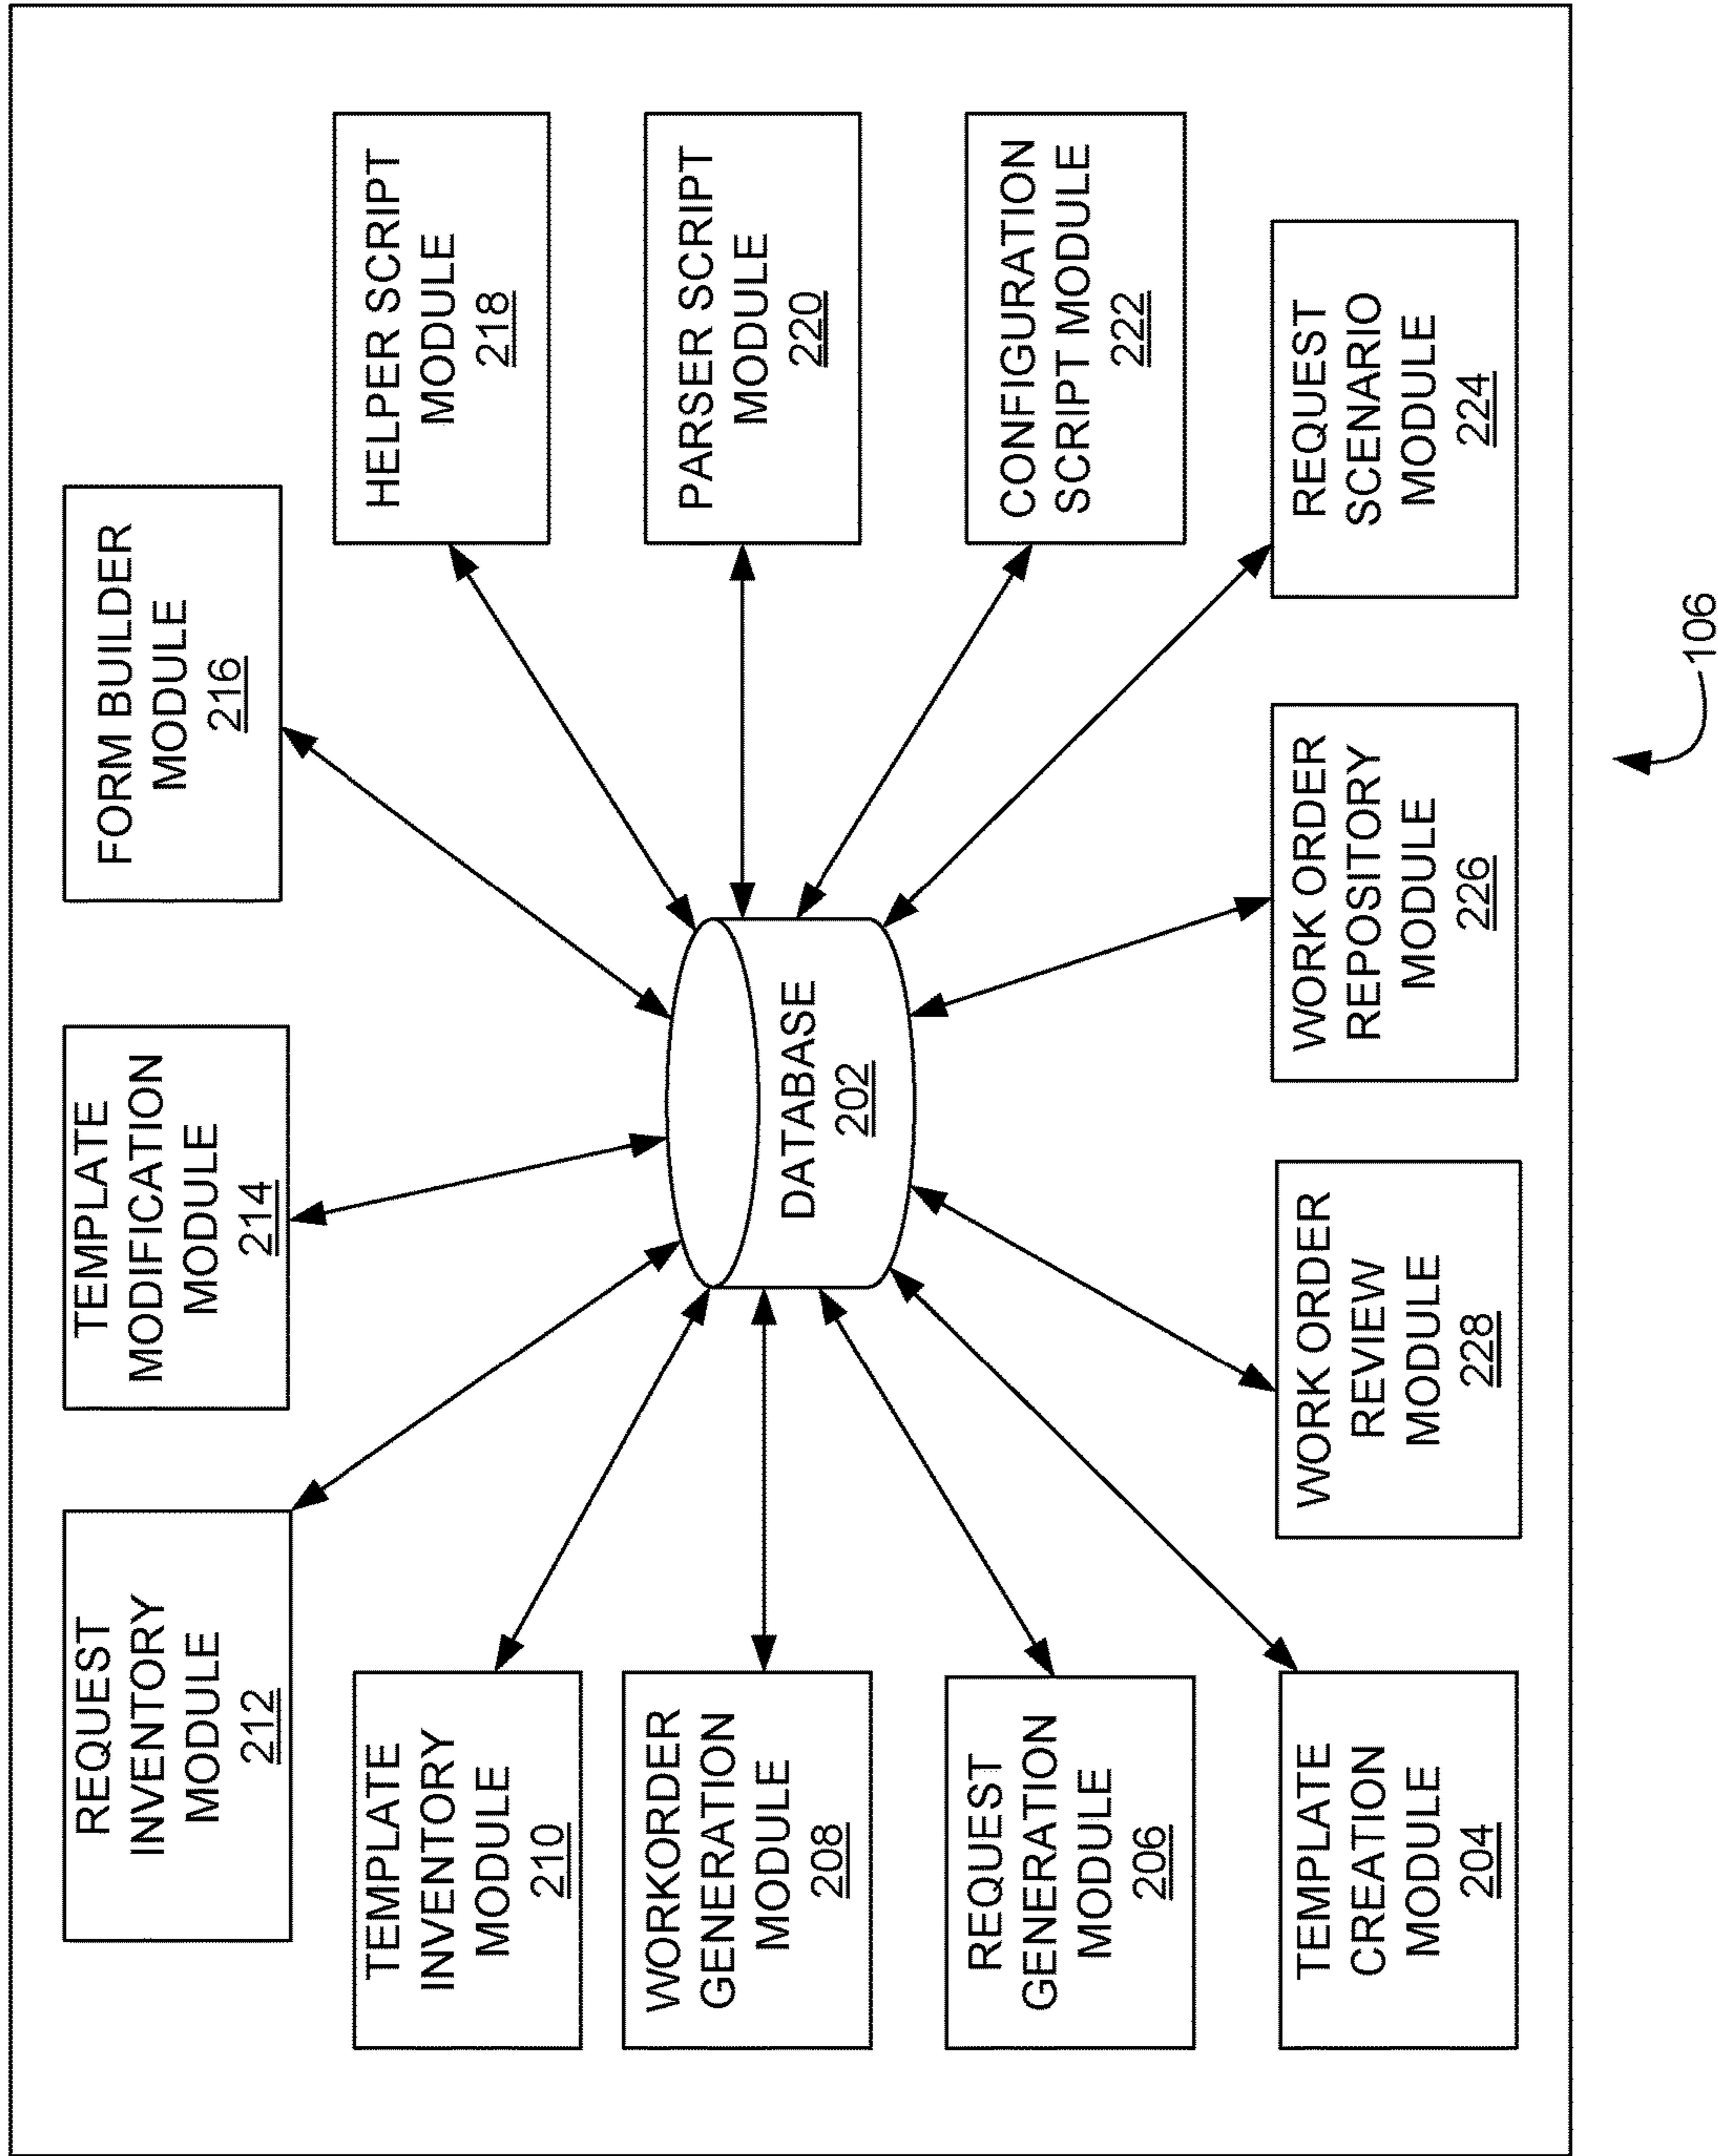 REQUEST
INVENTORY
MODULE
212
TEMPLATE
MODIFICATION
MODULE
214
FORM BUILDER
MODULE
216
TEMPLATE
INVENTORY
MODULE
210
HELPER SCRIPT
MODULE
218
WORKORDER
GENERATION
MODULE
208
DATABASE
202
PARSER SCRIPT
MODULE
220
REQUEST
GENERATION
MODULE
206
CONFIGURATION
SCRIPT MODULE
222
TEMPLATE
CREATION
MODULE
204
WORK ORDER
REVIEW
MODULE
228
WORK ORDER
REPOSITORY
MODULE
226
REQUEST
SCENARIO
MODULE
224
106